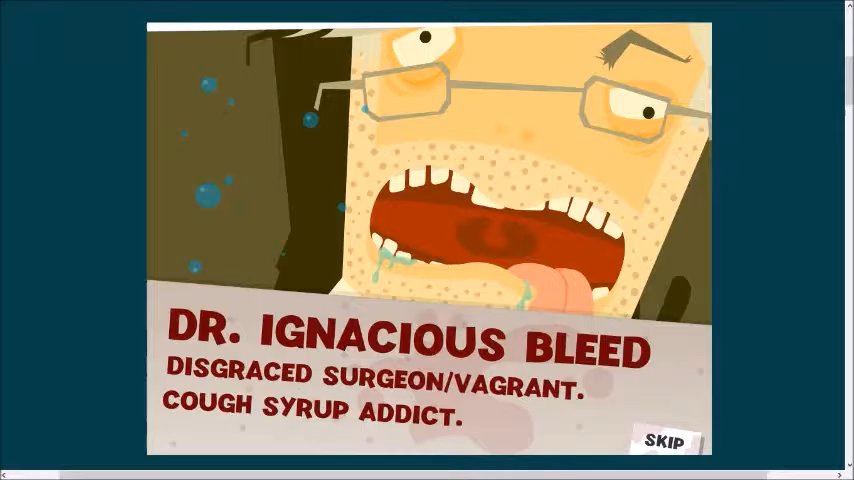 DR. IGNACIOUS BLEED
DISGRACED SURGEON/VAGRANT.
COUGH SYRUP ADDICT.
SKIP